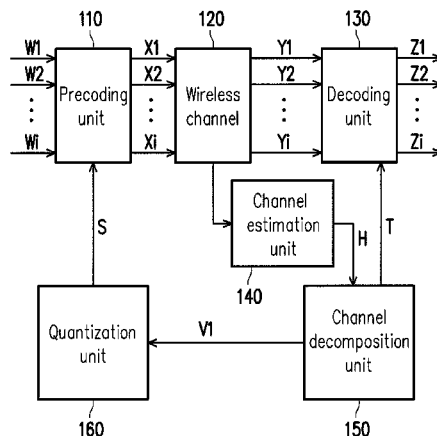 110 120 130
W1 X1 Y1 Z1
W2 X2 Y2 Z2
Precoding
unit
Wireless
channel
Decoding
unit
Wi Xi Yi Zi
Channel
estimation
unit
S H T
140
Quantization
unit
V1
Channel
decomposition
unit
160 150